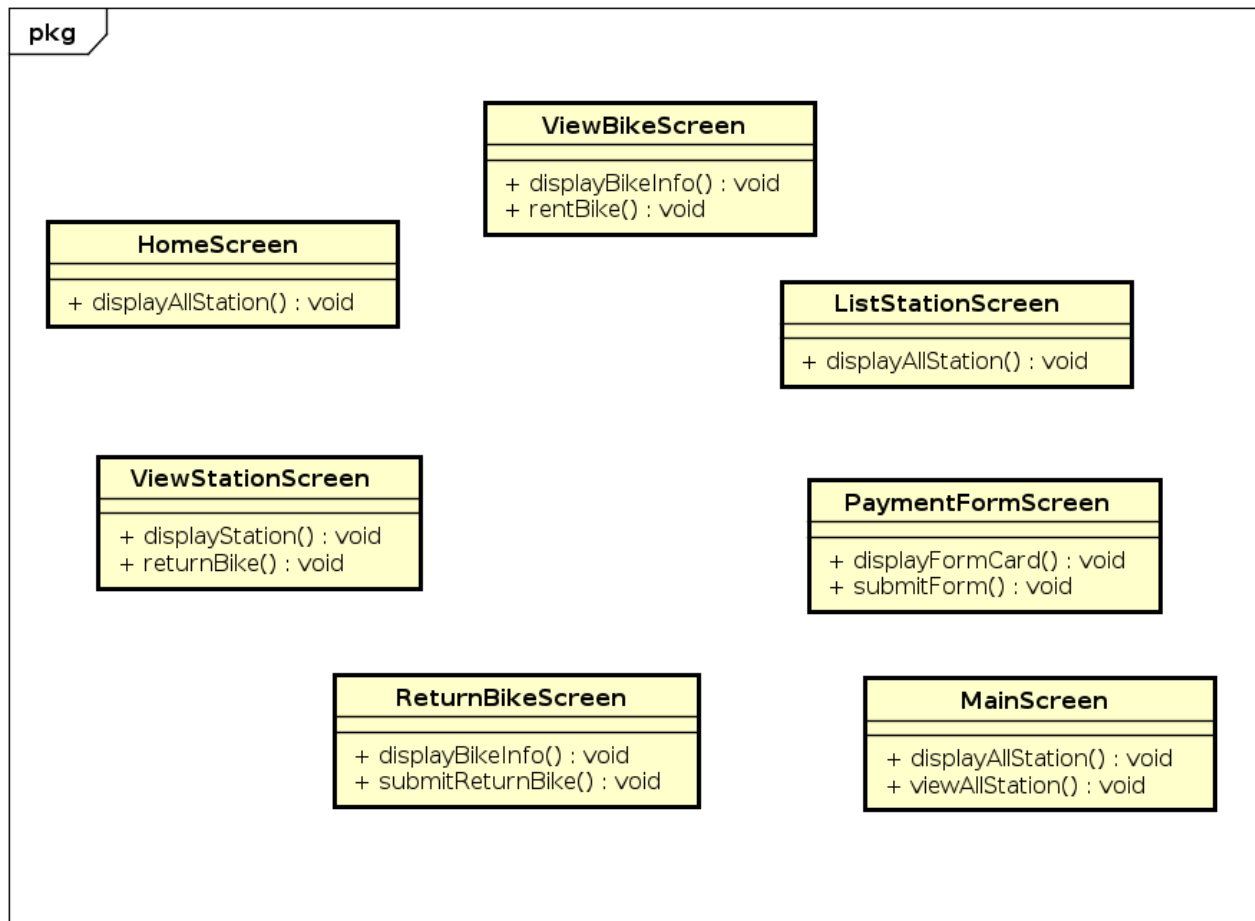 pkg
ViewBikeScreen
+ displayBikeInfo() : void
+ rentBike() : void
HomeScreen
+ displayAllStation() : void
ListStationScreen
+ displayAllStation() : void
ViewStationScreen
+ displayStation() : void
+ returnBike() : void
PaymentFormScreen
+ displayFormCard() : void
+ submitForm() : void
ReturnBikeScreen
+ displayBikeInfo() : void
+ submitReturnBike() : void
MainScreen
+ displayAllStation() : void
+ viewAllStation() : void